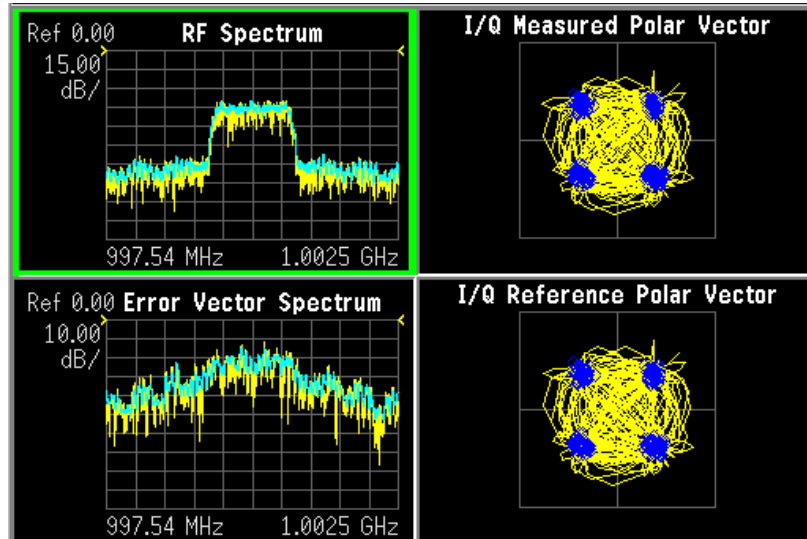 Ref 0.00 RF Spectrum
15.00
dB/
997.54 MHz 1.0025 GHz
I/Q Measured Polar Vector
Ref 0.00 Error Vector Spectrum
10.00
dB/
997.54 MHz 1.0025 GHz
I/Q Reference Polar Vector